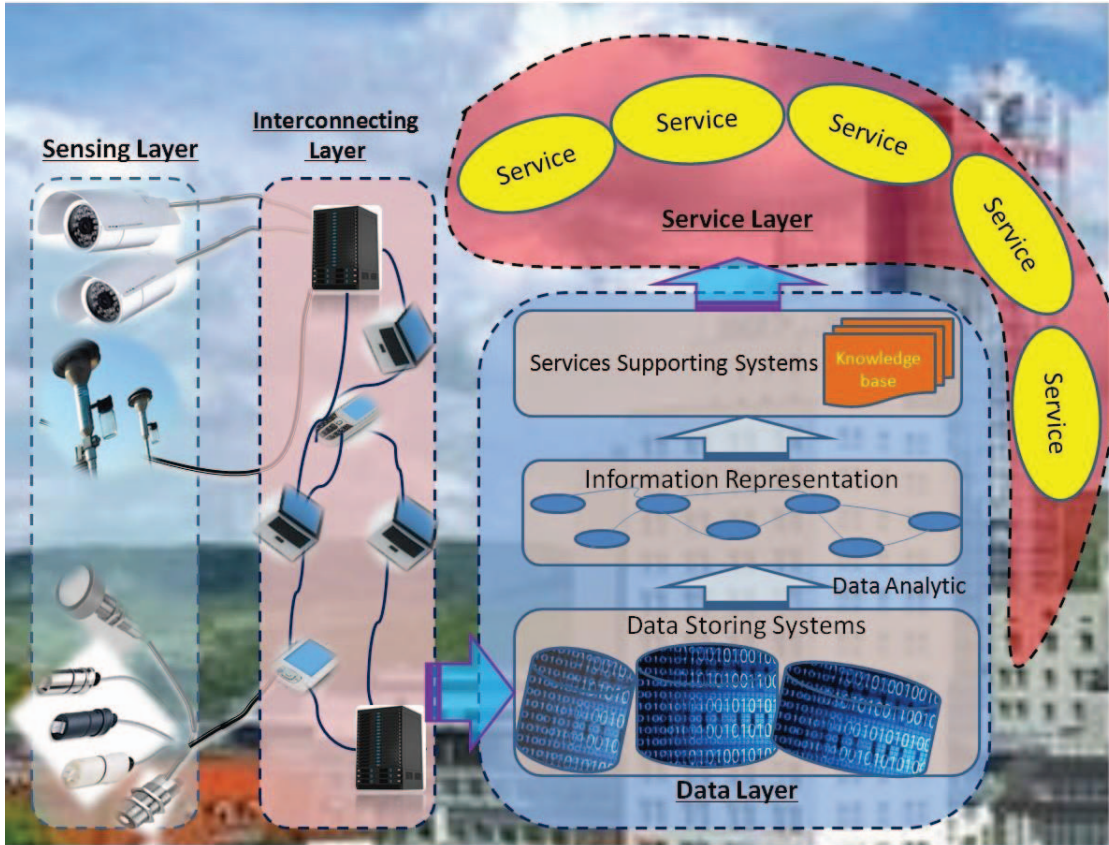 Sensing Layer
Interconnecting
Layer
Service
Service
Service
Service
Service
Service Layer
Services Supporting Systems
Knowledge
base
Information Representation
Data Analytic
Data Storing Systems
Data Layer